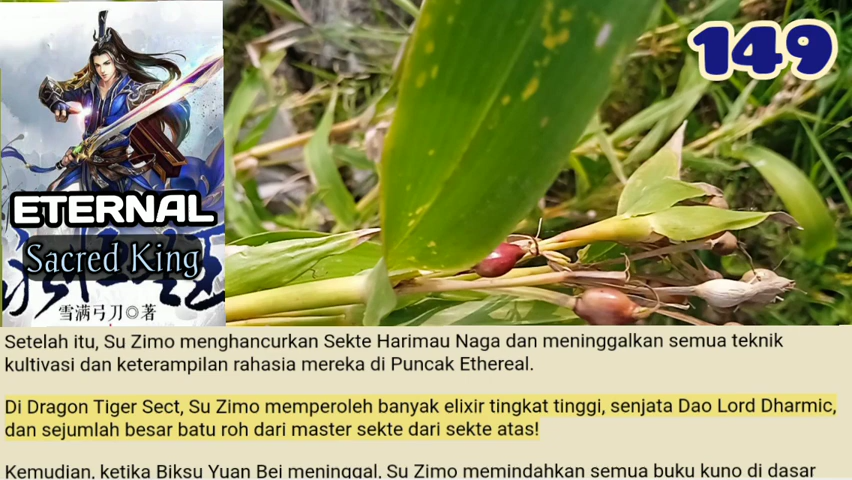 149
ETERNAL
Sacred King
雪满弓刀◎著
Setelah itu, Su Zimo menghancurkan Sekte Harimau Naga dan meninggalkan semua teknik
kultivasi dan keterampilan rahasia mereka di Puncak Ethereal.
Di Dragon Tiger Sect, Su Zimo memperoleh banyak elixir tingkat tinggi, senjata Dao Lord Dharmic,
dan sejumlah besar batu roh dari master sekte dari sekte atas!
Kemudian, ketika Biksu Yuan Bei meninggal, Su Zimo memindahkan semua buku kuno di dasar